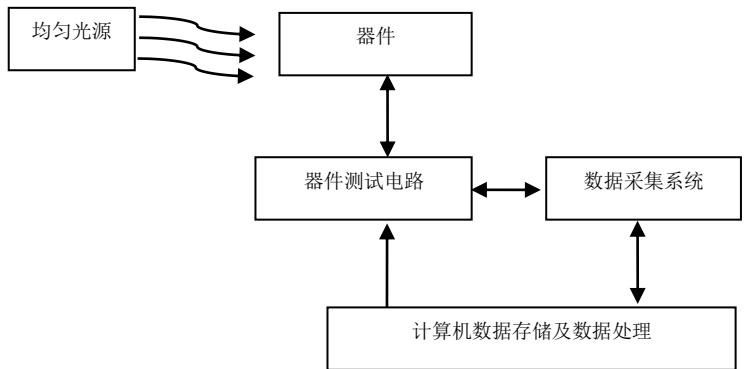 均匀光源
器件
器件测试电路
数据采集系统
计算机数据存储及数据处理